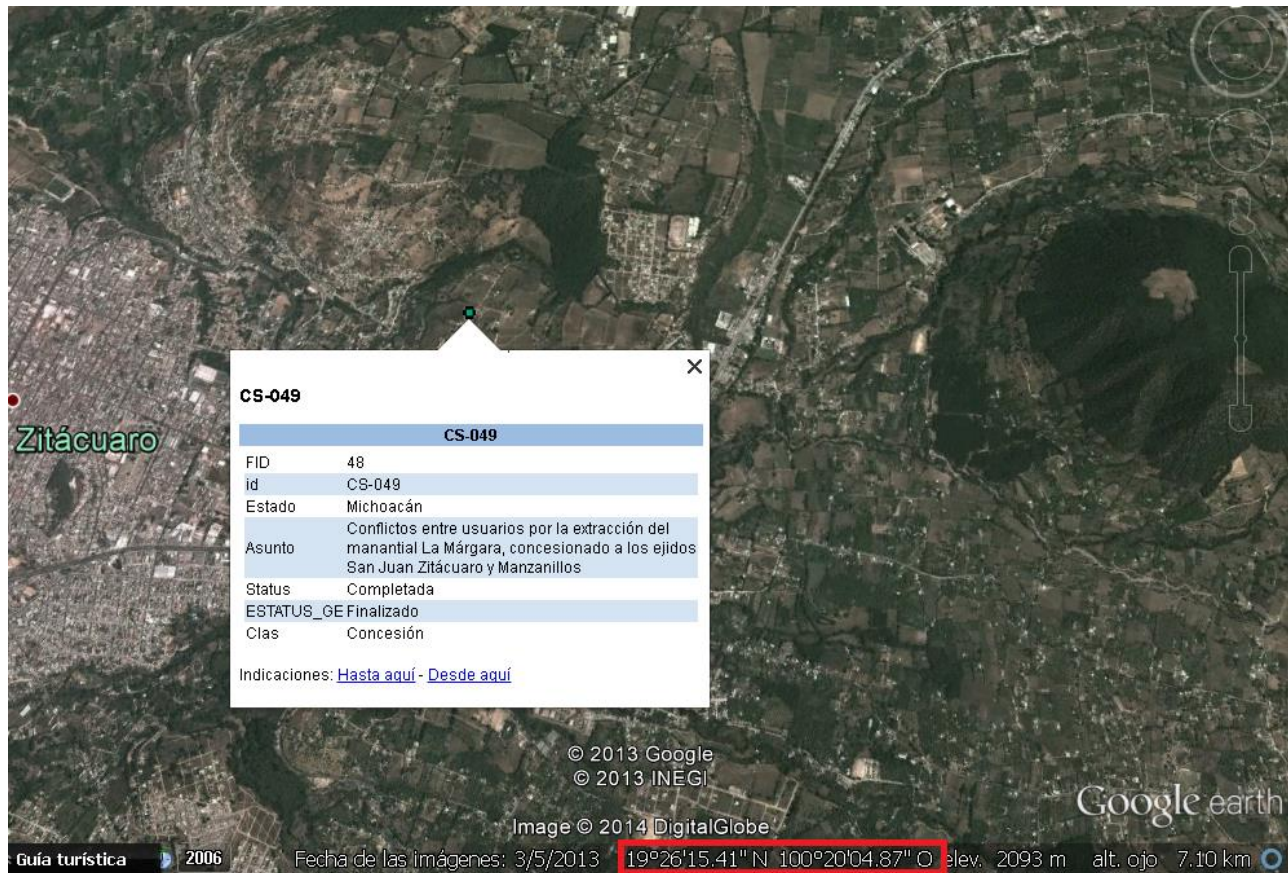 Zitácuaro
CS-049
CS-049
FID 48
id CS-049
Estado Michoacán
Asunto Conflictos entre usuarios por la extracción del
manantial La Márgara, concesionado a los ejidos
San Juan Zitácuaro y Manzanillos
Status Completada
ESTATUS_GE Finalizado
Clas Concesión
Indicaciones: Hasta aquí - Desde aquí
© 2013 Google
© 2013 INEGI
Google earth
Image © 2014 DigitalGlobe
Guía turística 2006 Fecha de las imágenes: 3/5/2013 19°26'15.41" N 100°20'04.87" O elev. 2093 m alt. ojo 7.10 km